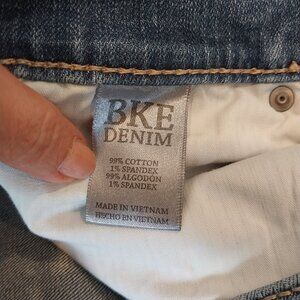 BKE
DENIM
99% COTTON
1% SPANDEX
99% ALGODON
1% SPANDEX
MADE IN VIETNAM
HECHO EN VIETNAM